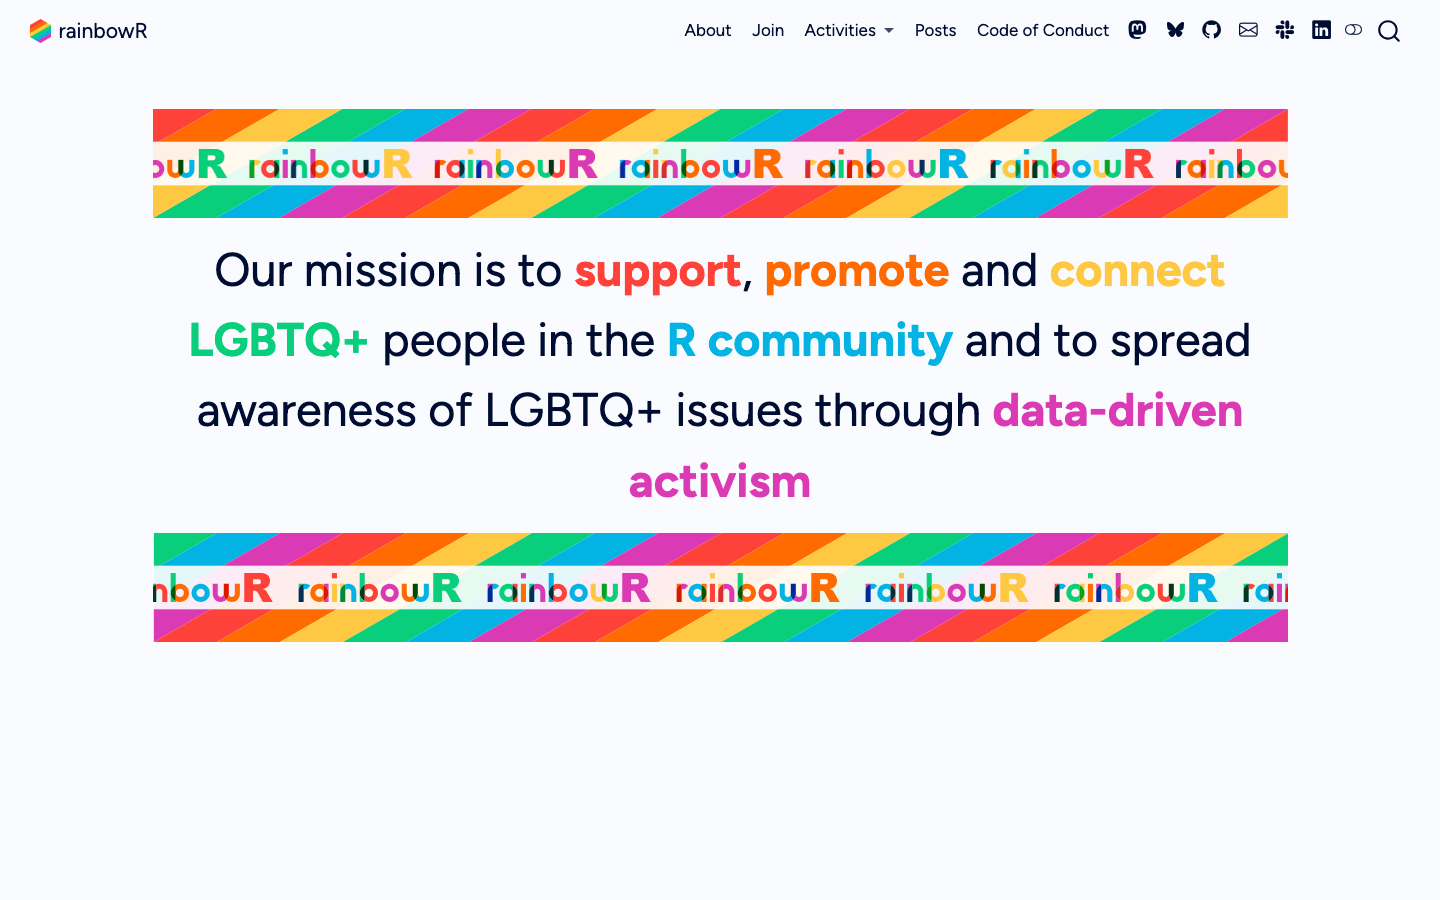 rainbowR
About Join Activities Posts Code of Conduct
owR rainbowR rainbowR rainbowR rainbowR rainbowR rainbow
Our mission is to support, promote and connect
LGBTQ+ people in the R community and to spread
awareness of LGBTQ+ issues through data-driven
activism
nbowR rainbowR rainbowR rainbowR rainbowR rainbowR rain